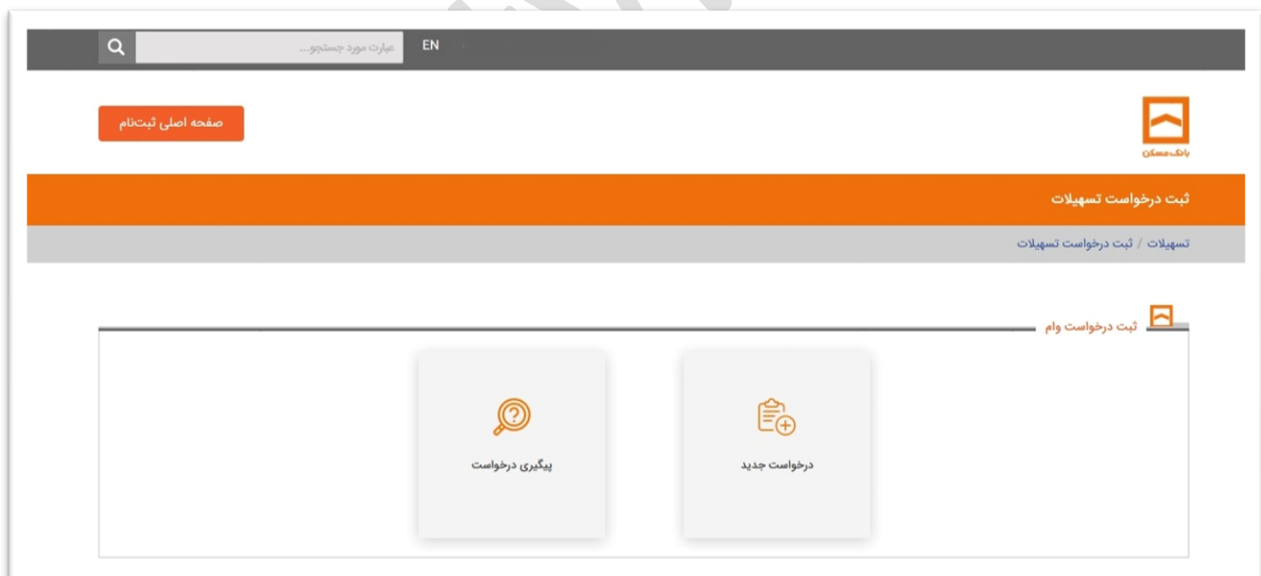 عبارت مورد جستجو...
EN
بانک مسکن
صفحه اصلی ثبت‌نام
ثبت درخواست تسهیلات
تسهیلات / ثبت درخواست تسهیلات
ثبت درخواست وام
درخواست جدید
پیگیری درخواست